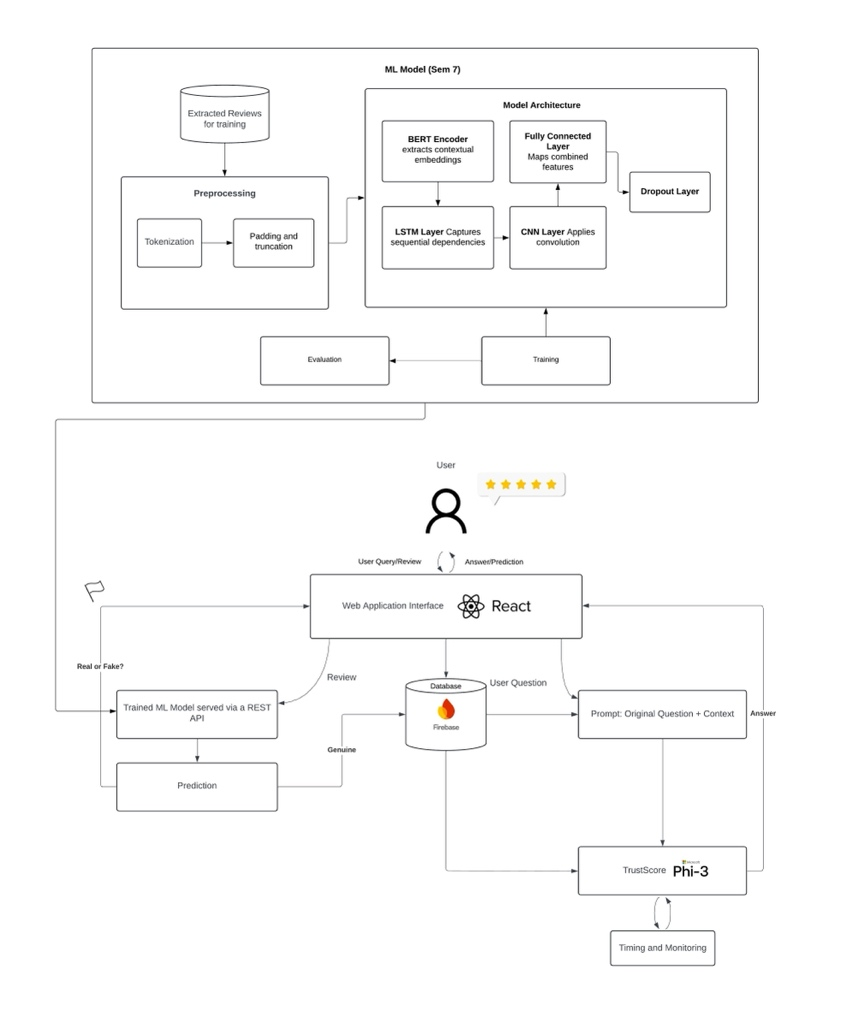 ML Model (Sem 7)
Extracted Reviews
for training
Model Architecture
BERT Encoder
extracts contextual
embeddings
Fully Connected
Layer
Maps combined
features
Dropout Layer
Preprocessing
Tokenization
Padding and
truncation
LSTM Layer Captures
sequential dependencies
CNN Layer Applies
convolution
Evaluation
Training
User
User Query/Review
Answer/Prediction
Web Application Interface
React
Real or Fake?
Review
Database
Firebase
User Question
Trained ML Model served via a REST
API
Prompt: Original Question + Context
Answer
Genuine
Prediction
TrustScore
Microsoft
Phi-3
Timing and Monitoring